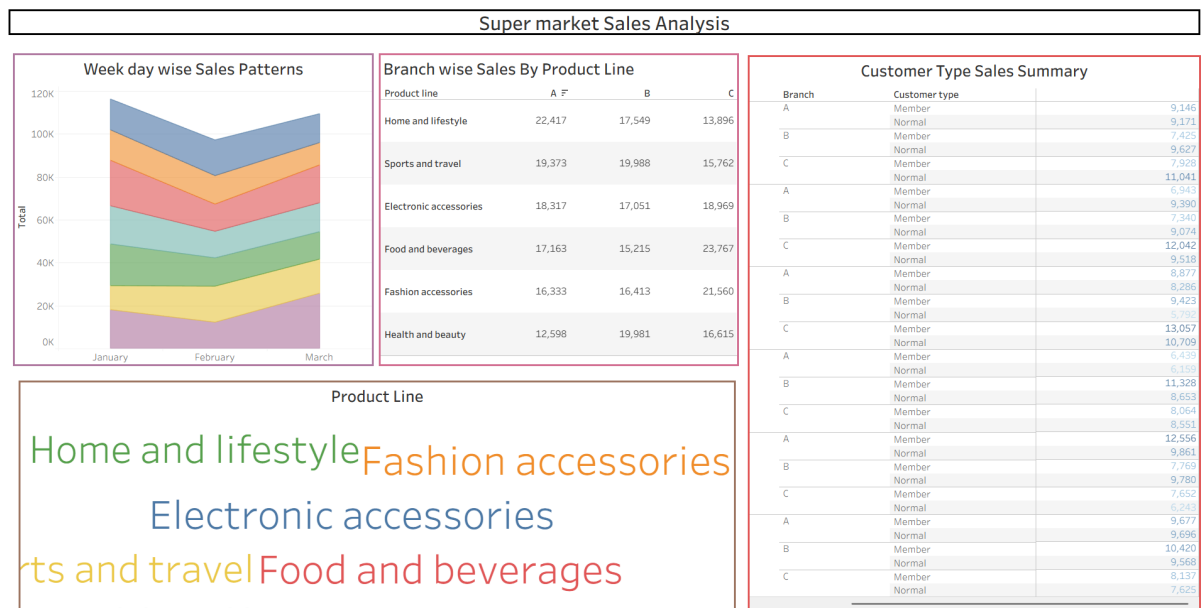 Super market Sales Analysis
Week day wise Sales Patterns
120K
100K
80K
60K
40K
20K
0K
Total
January February March
Branch wise Sales By Product Line
Product line A B C
Home and lifestyle 22,417 17,549 13,896
Sports and travel 19,373 19,988 15,762
Electronic accessories 18,317 17,051 18,969
Food and beverages 17,163 15,215 23,767
Fashion accessories 16,333 16,413 21,560
Health and beauty 12,598 19,981 16,615
Customer Type Sales Summary
Branch Customer type
A Member 9,146
Normal 9,171
B Member 7,425
Normal 9,627
C Member 7,928
Normal 11,041
A Member 6,943
Normal 9,390
B Member 7,340
Normal 9,074
C Member 12,042
Normal 9,518
A Member 8,877
Normal 8,286
B Member 9,423
Normal 5,792
C Member 13,057
Normal 10,709
A Member 6,439
Normal 6,159
B Member 11,328
Normal 8,653
C Member 8,064
Normal 8,551
A Member 12,556
Normal 9,861
B Member 7,769
Normal 9,780
C Member 7,652
Normal 6,243
A Member 9,677
Normal 9,696
B Member 10,420
Normal 9,568
C Member 8,137
Normal 7,625
Product Line
Home and lifestyle Fashion accessories
Electronic accessories
rts and travel Food and beverages